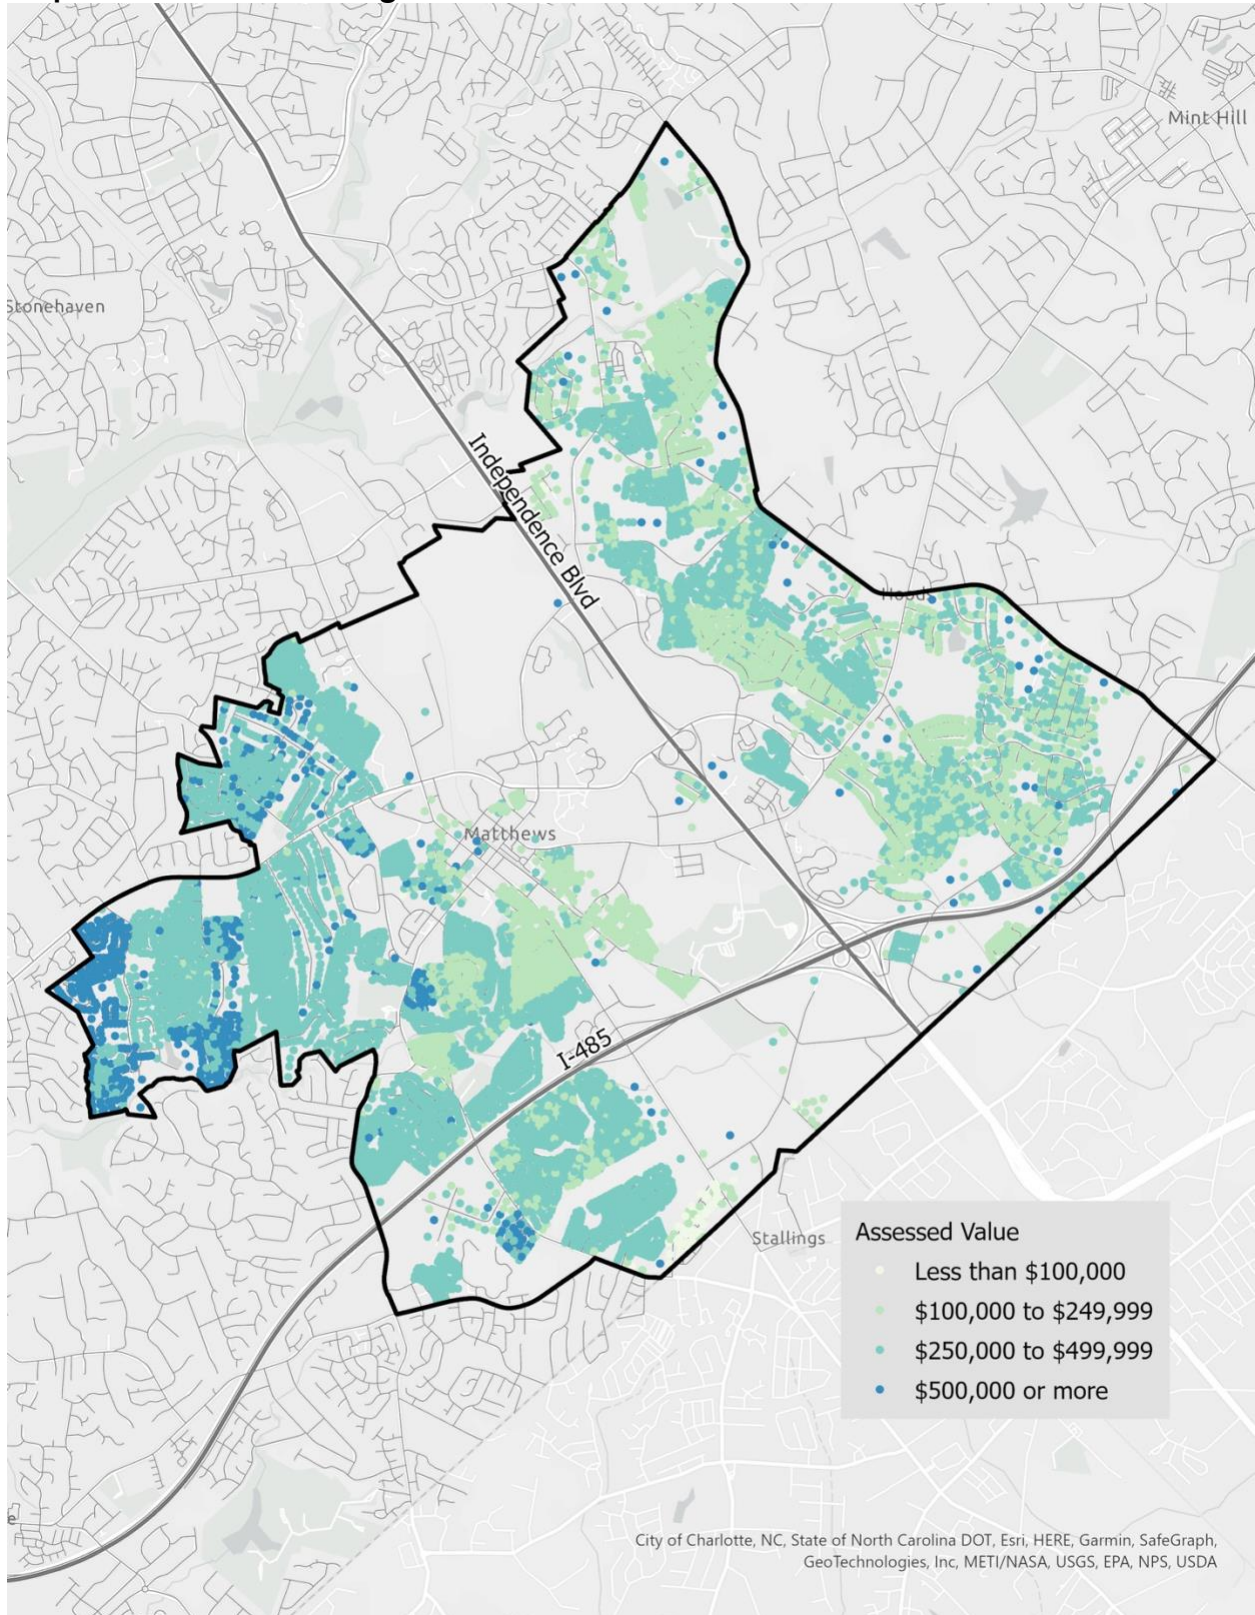 Mint Hill
Stonehaven
Independence Blvd
Hood
Matthews
I-485
Stallings
Assessed Value
Less than $100,000
$100,000 to $249,999
$250,000 to $499,999
$500,000 or more
e
City of Charlotte, NC, State of North Carolina DOT, Esri, HERE, Garmin, SafeGraph,
GeoTechnologies, Inc, METI/NASA, USGS, EPA, NPS, USDA